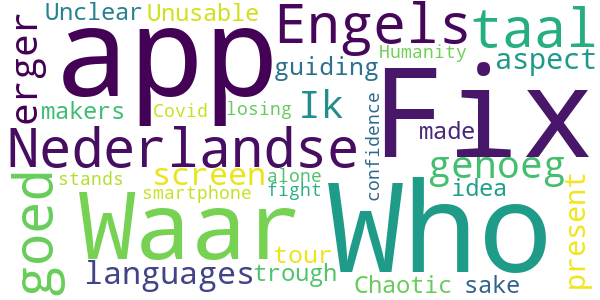 Unclear Unusable Engels taal
app Humanity aspect
erger guiding
makers Covid losing Ik Fix
Nederlandse confidence made
screen alone genoeg
goed stands smartphone fight idea
Waar Who present
languages tour trough
Chaotic sake